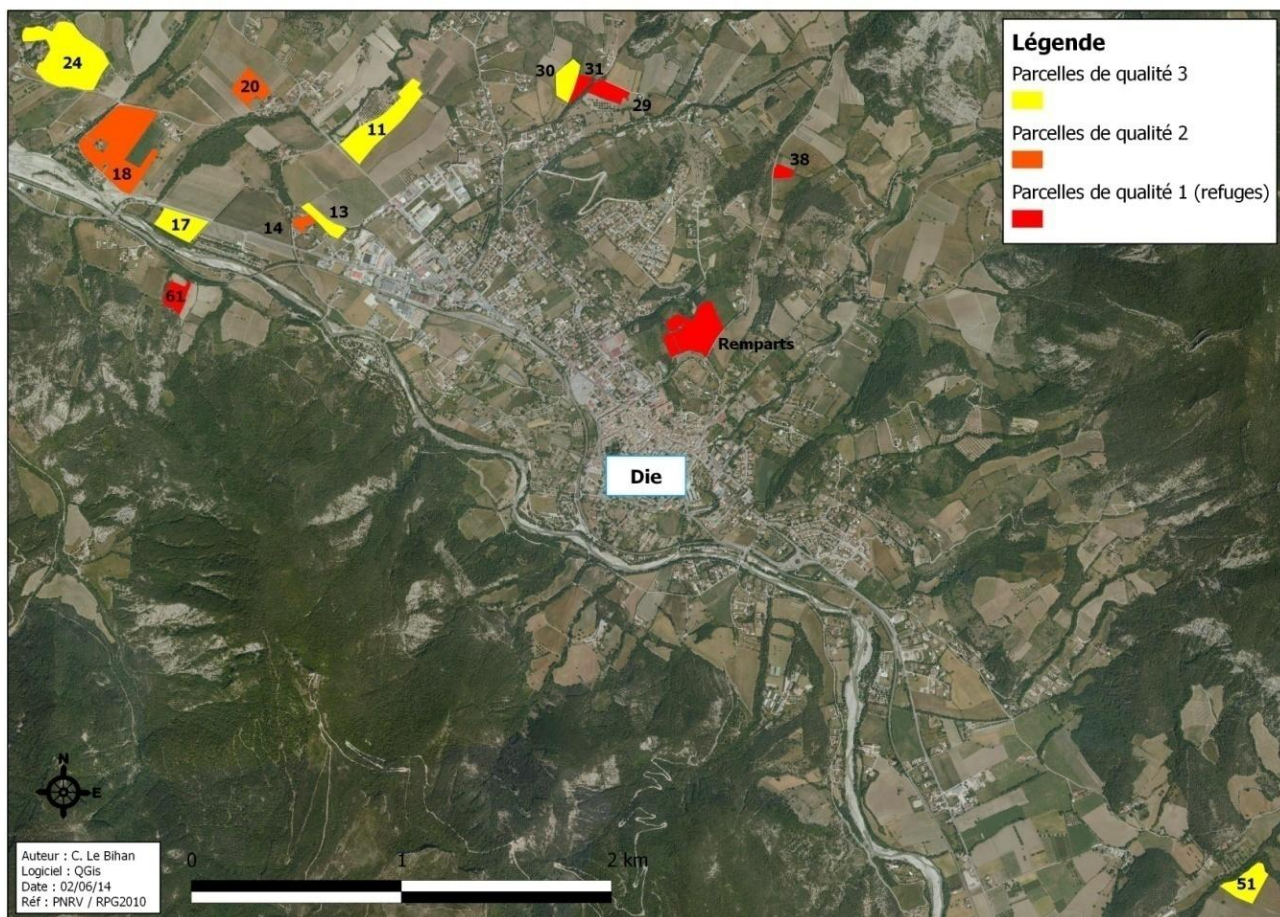 Légende
Parcelles de qualité 3
Parcelles de qualité 2
Parcelles de qualité 1 (refuges)
24
20
30
31
29
11
18
38
13
14
17
61
Remparts
Die
N
E
Auteur : C. Le Bihan
Logiciel : QGis
Date : 02/06/14
Réf : PNRV / RPG2010
0
1
2 km
51